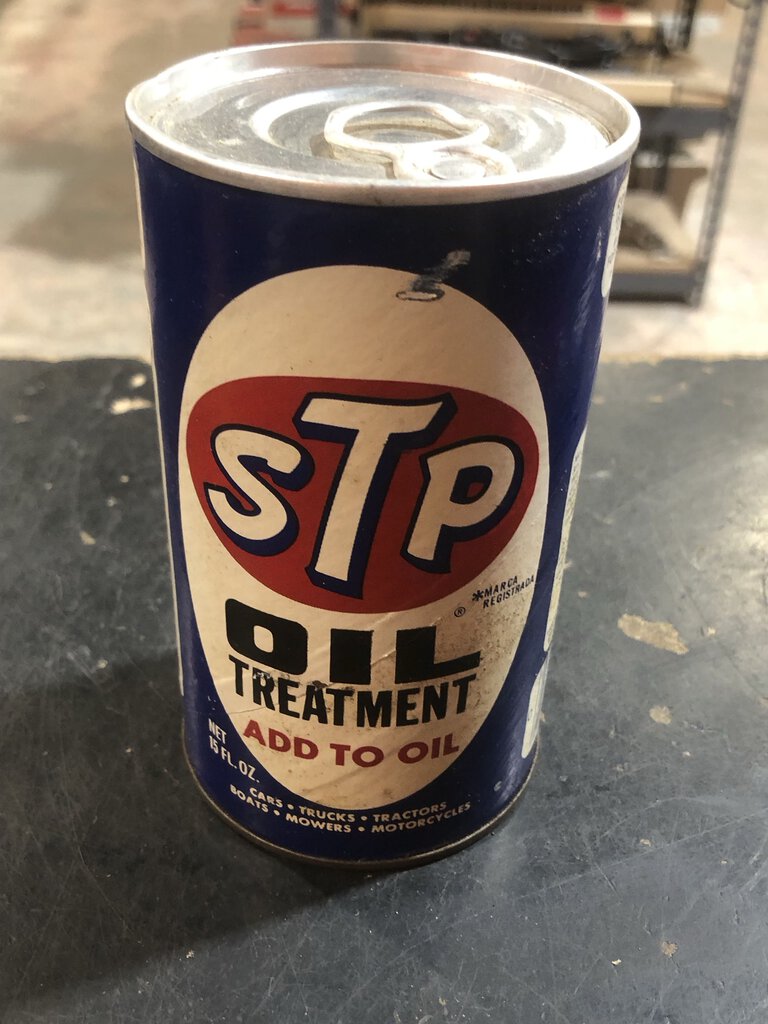 STP
®
*MARCA
REGISTRADA
OIL
TREATMENT
ADD TO OIL
NET
15 FL. OZ.
CARS • TRUCKS • TRACTORS
BOATS • MOWERS • MOTORCYCLES